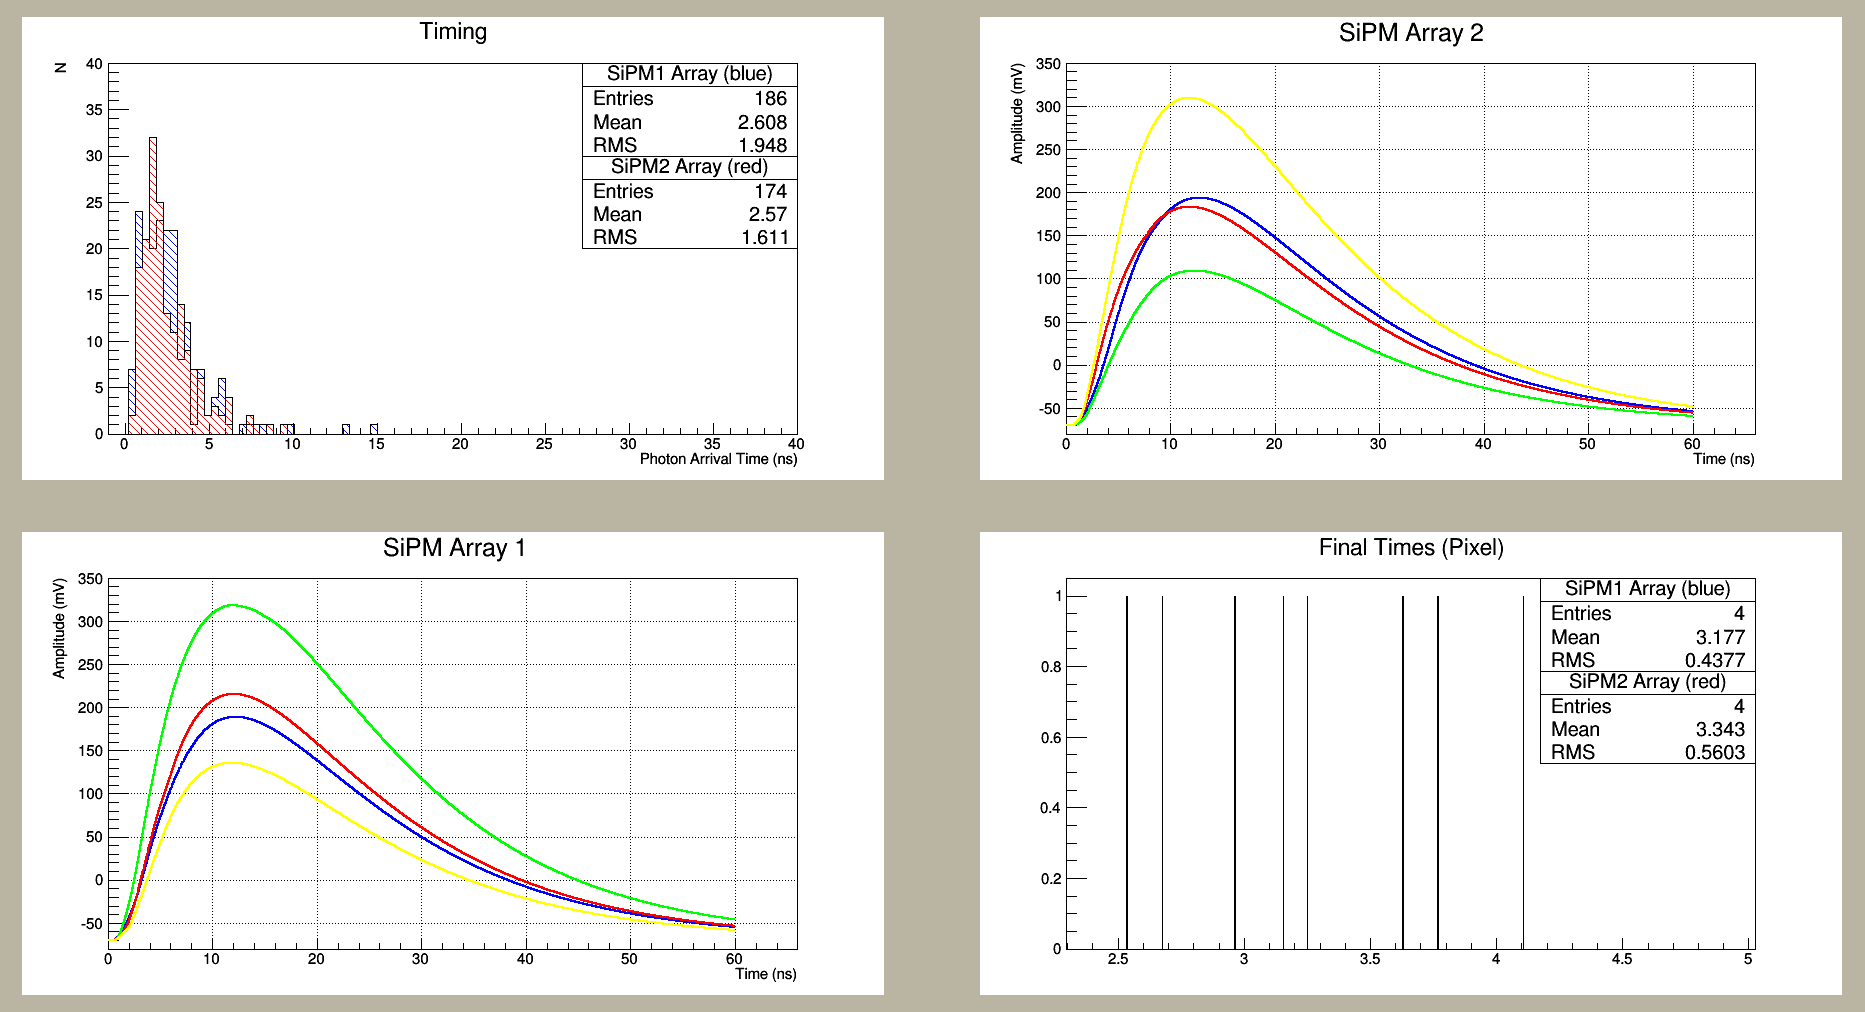 Timing
N
40
35
30
25
20
15
10
5
0
0 5 10 15 20 25 30 35 40
Photon Arrival Time (ns)
SiPM1 Array (blue)
Entries 186
Mean 2.608
RMS 1.948
SiPM2 Array (red)
Entries 174
Mean 2.57
RMS 1.611
SiPM Array 2
Amplitude (mV)
350
300
250
200
150
100
50
0
-50
0 10 20 30 40 50 60
Time (ns)
SiPM Array 1
Amplitude (mV)
350
300
250
200
150
100
50
0
-50
0 10 20 30 40 50 60
Time (ns)
Final Times (Pixel)
1
0.8
0.6
0.4
0.2
0
2.5 3 3.5 4 4.5 5
SiPM1 Array (blue)
Entries 4
Mean 3.177
RMS 0.4377
SiPM2 Array (red)
Entries 4
Mean 3.343
RMS 0.5603